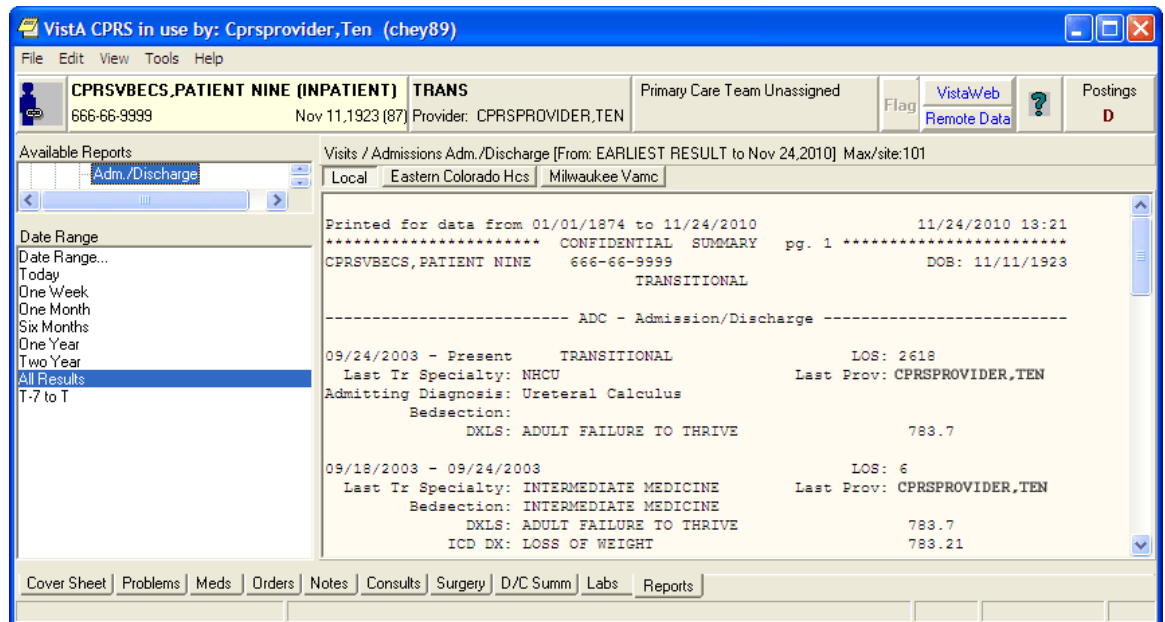 VistA CPRS in use by: Cprsprovider,Ten (chey89)
File Edit View Tools Help
CPRSVBECS,PATIENT NINE (INPATIENT) TRANS Primary Care Team Unassigned Flag VistaWeb Postings
666-66-9999 Nov 11,1923 (87) Provider: CPRSPROVIDER,TEN Remote Data ? D
Available Reports
Adm./Discharge
Date Range
Date Range...
Today
One Week
One Month
Six Months
One Year
Two Year
All Results
T-7 to T
Visits / Admissions Adm./Discharge [From: EARLIEST RESULT to Nov 24,2010] Max/site:101
Local Eastern Colorado Hcs Milwaukee Vamc
Printed for data from 01/01/1874 to 11/24/2010 11/24/2010 13:21
*********************** CONFIDENTIAL SUMMARY pg. 1 ************************
CPRSVBECS,PATIENT NINE 666-66-9999 DOB: 11/11/1923
TRANSITIONAL
-------------------------- ADC - Admission/Discharge --------------------------
09/24/2003 - Present TRANSITIONAL LOS: 2618
Last Tr Specialty: NHCU Last Prov: CPRSPROVIDER,TEN
Admitting Diagnosis: Ureteral Calculus
Bedsection:
DXLS: ADULT FAILURE TO THRIVE 783.7
09/18/2003 - 09/24/2003 LOS: 6
Last Tr Specialty: INTERMEDIATE MEDICINE Last Prov: CPRSPROVIDER,TEN
Bedsection: INTERMEDIATE MEDICINE
DXLS: ADULT FAILURE TO THRIVE 783.7
ICD DX: LOSS OF WEIGHT 783.21
Cover Sheet Problems Meds Orders Notes Consults Surgery D/C Summ Labs Reports